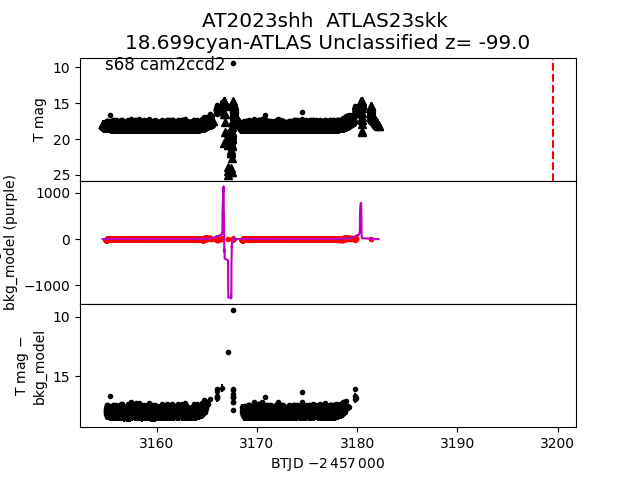 AT2023shh  ATLAS23skk
18.699cyan-ATLAS Unclassified z= -99.0
s68 cam2ccd2
T mag
10
15
20
25
bkg_model (purple)
1000
0
−1000
T mag −
bkg_model
10
15
3160
3170
3180
3190
3200
BTJD −2 457 000